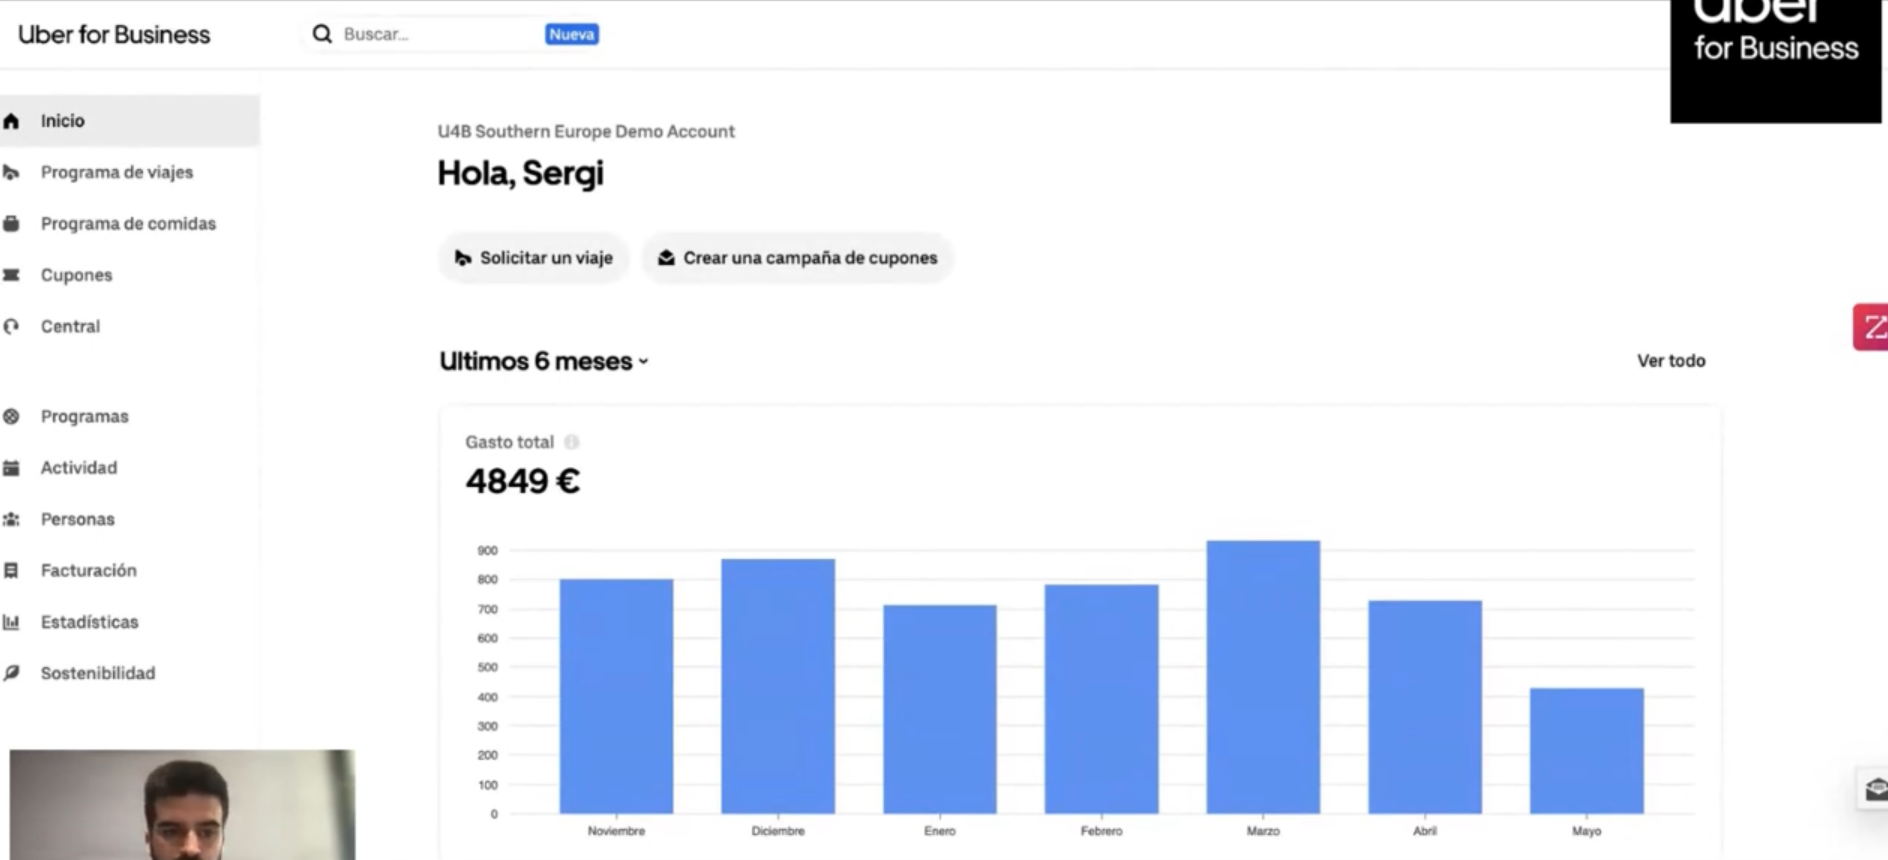 Uber for Business
Buscar...
Nueva
uber
for Business
Inicio
Programa de viajes
Programa de comidas
Cupones
Central
Programas
Actividad
Personas
Facturación
Estadísticas
Sostenibilidad
U4B Southern Europe Demo Account
Hola, Sergi
Solicitar un viaje
Crear una campaña de cupones
Ultimos 6 meses
Ver todo
Gasto total
4849 €
900
800
700
600
500
400
300
200
100
0
Noviembre
Diciembre
Enero
Febrero
Marzo
Abril
Mayo
Z